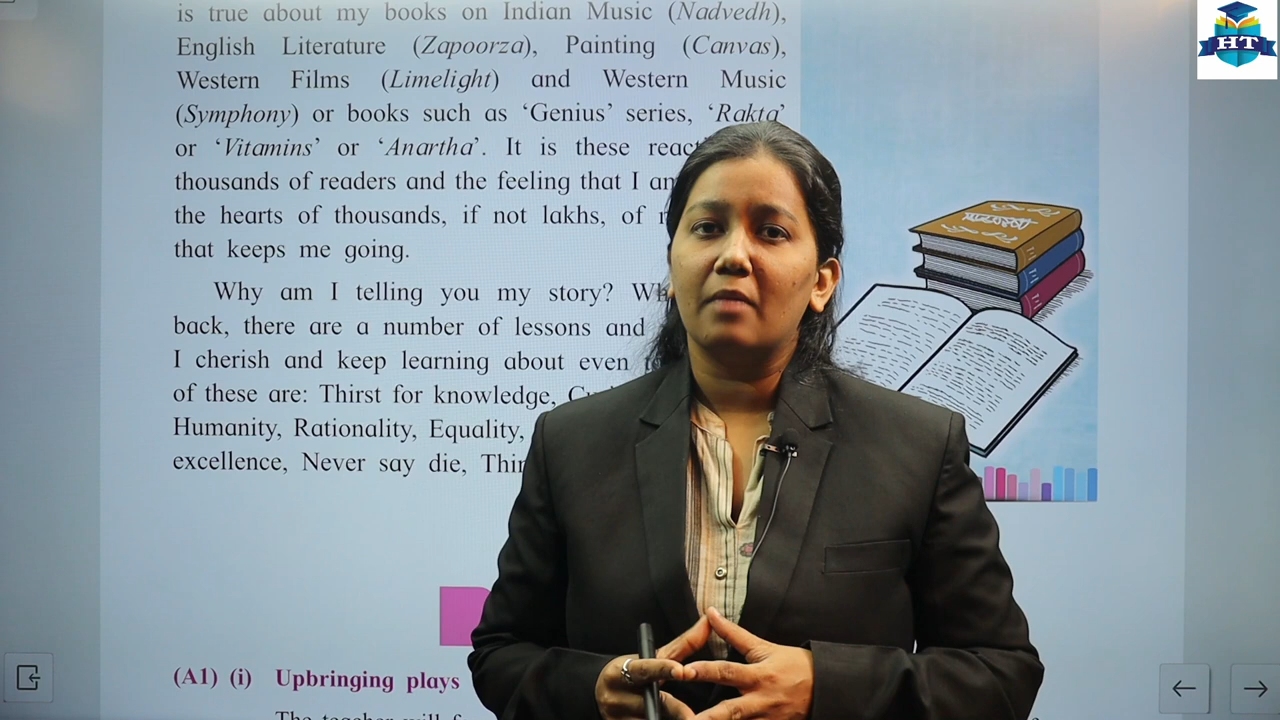 is true about my books on Indian Music (Nadvedh),
English Literature (Zapoorza), Painting (Canvas),
Western Films (Limelight) and Western Music
(Symphony) or books such as ‘Genius’ series, ‘Rakta’
or ‘Vitamins’ or ‘Anartha’. It is these
thousands of readers and the feeling that I
the hearts of thousands, if not lakhs, of
that keeps me going.
Why am I telling you my story?
back, there are a number of lessons and
I cherish and keep learning about even
of these are: Thirst for knowledge,
Humanity, Rationality, Equality,
excellence, Never say die,
(A1) (i) Upbringing plays
The teacher will
HT